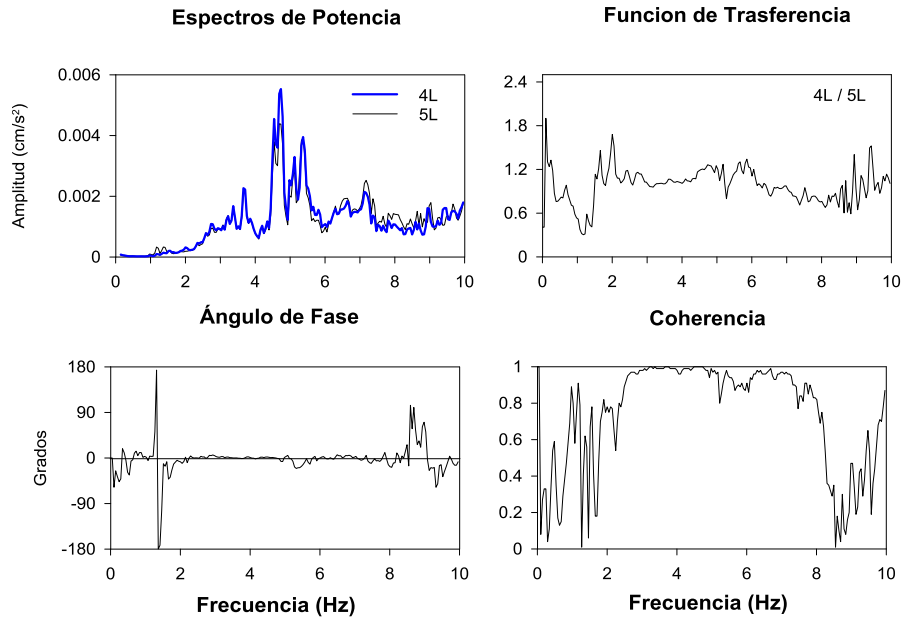 Espectros de Potencia
Funcion de Trasferencia
Amplitud (cm/s²)
0.006
0.004
0.002
0
4L
5L
0 2 4 6 8 10
2.4
1.8
1.2
0.6
0
4L / 5L
0 2 4 6 8 10
Ángulo de Fase
Coherencia
Grados
180
90
0
-90
-180
0 2 4 6 8 10
Frecuencia (Hz)
1
0.8
0.6
0.4
0.2
0
0 2 4 6 8 10
Frecuencia (Hz)